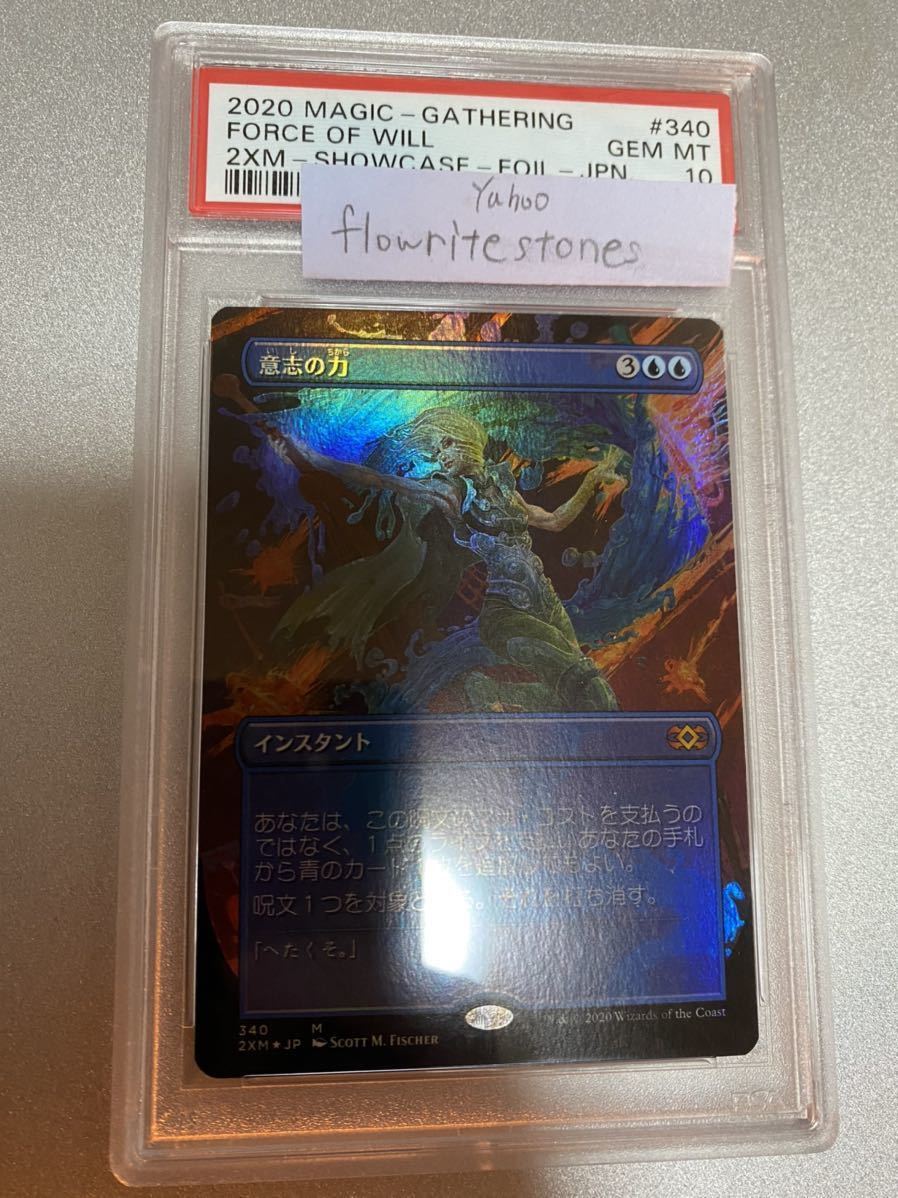 2020 MAGIC - GATHERING #340
FORCE OF WILL GEM MT
2XM - SHOWCASE - FOIL - JPN. 10
Yahoo
flowritestones
意志の力
いし ちから
3
インスタント
あなたは、この呪文のマナ・コストを支払うの
ではなく、1点のライフを あなたの手札
から青のカード を追放してもよい。
呪文1つを対象とする。それを打ち消す。
「へたくそ。」
340 M
2XM★JP SCOTT M. FISCHER
& © 2020 Wizards of the Coast